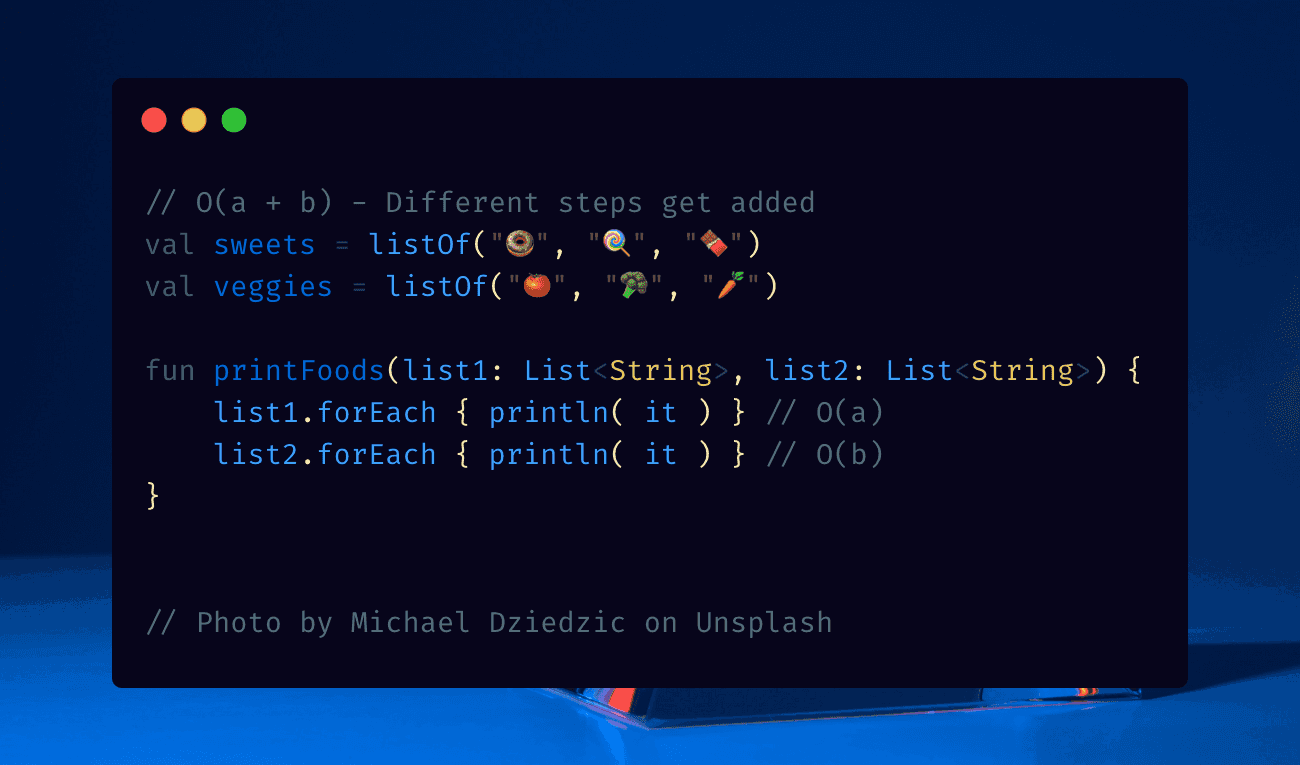 // O(a + b) - Different steps get added
val sweets = listOf("🍩", "🍭", "🍫")
val veggies = listOf("🍅", "🥦", "🥕")
fun printFoods(list1: List<String>, list2: List<String>) {
    list1.forEach { println( it ) } // O(a)
    list2.forEach { println( it ) } // O(b)
}
// Photo by Michael Dziedzic on Unsplash